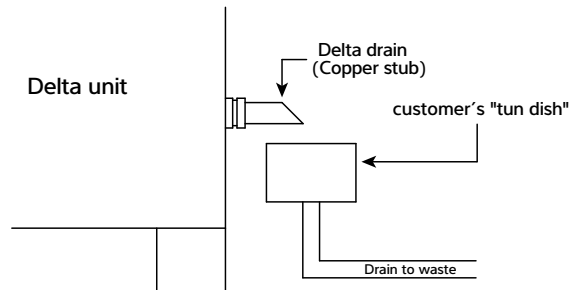 Delta drain
(Copper stub)
Delta unit
customer´s "tun dish"
Drain to waste